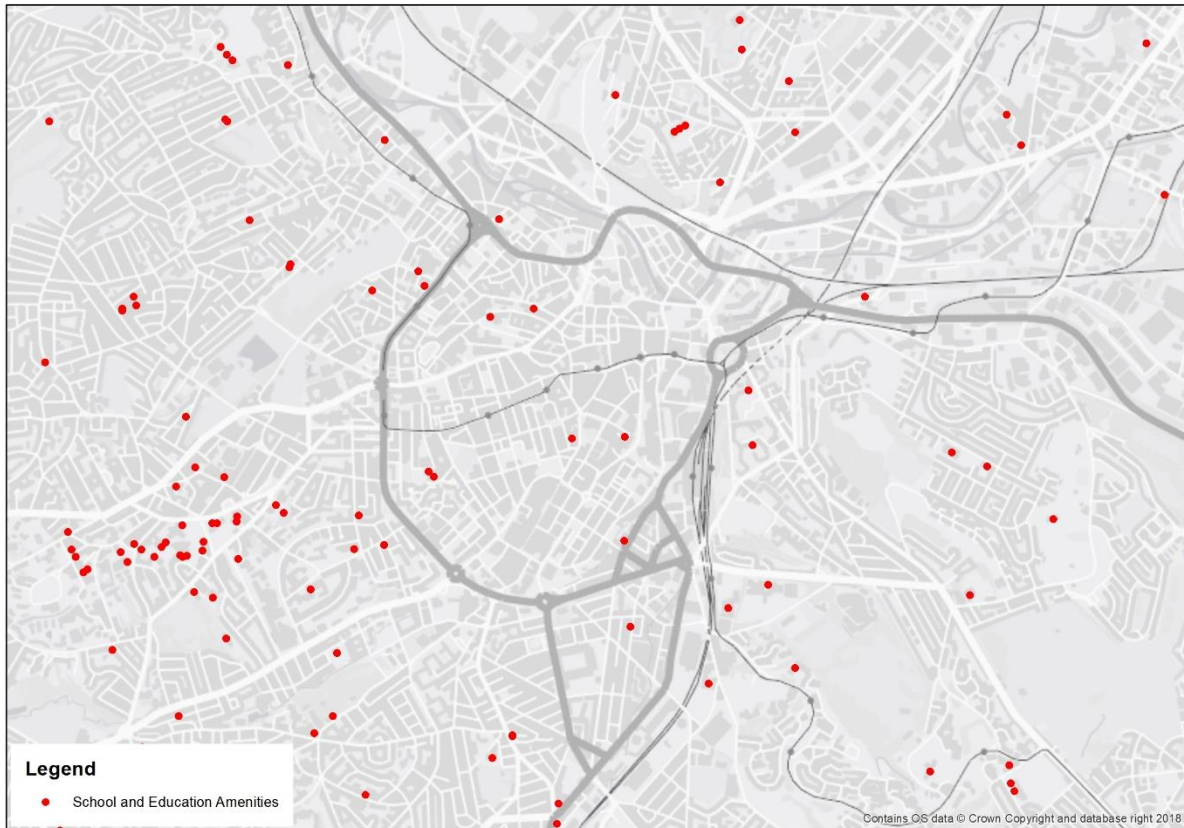 Legend
School and Education Amenities
Contains OS data © Crown Copyright and database right 2018